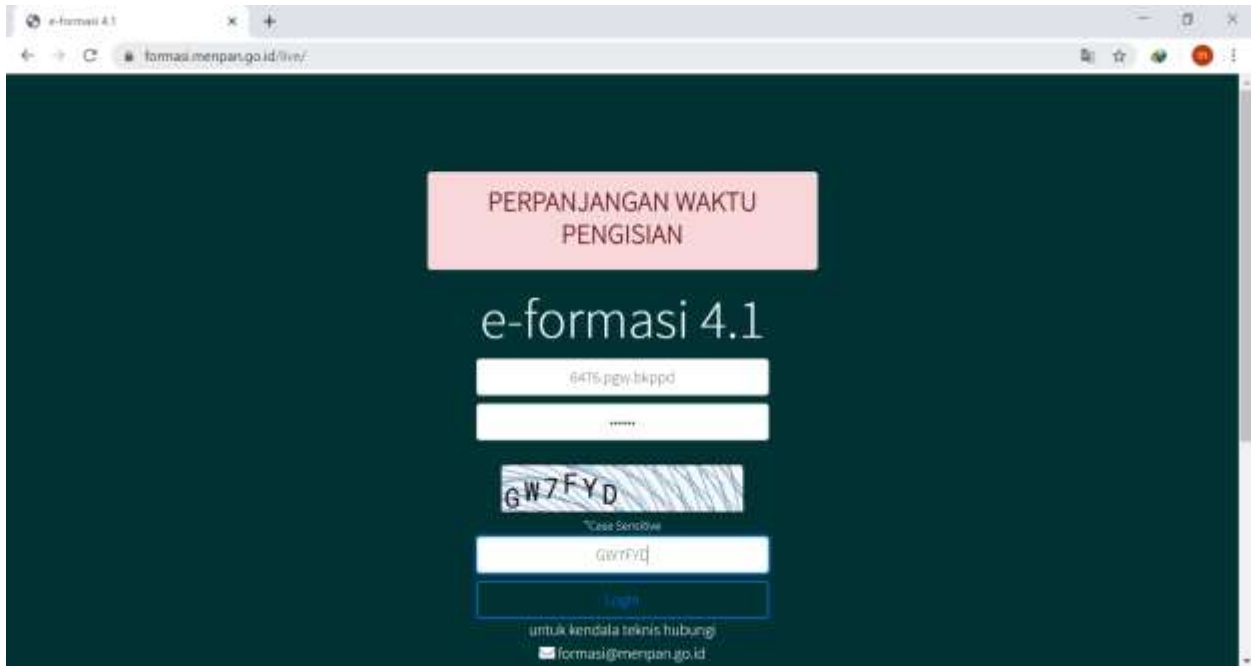 e-formasi 4.1
formasi.menpan.go.id/live/
PERPANJANGAN WAKTU
PENGISIAN
e-formasi 4.1
6476.pgw.bkppd
GW7FYD
*Case Sensitive
GW7FYD
Login
untuk kendala teknis hubungi
formasi@menpan.go.id